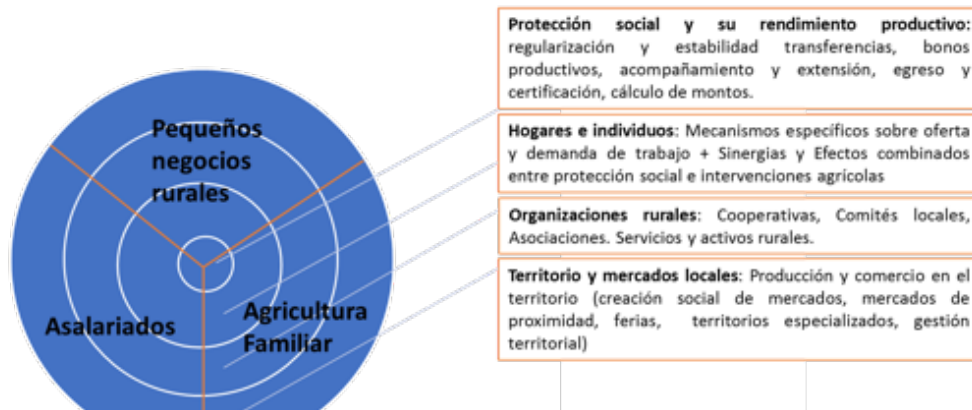 Pequeños
negocios
rurales
Asalariados
Agricultura
Familiar
Protección social y su rendimiento productivo:
regularización y estabilidad transferencias, bonos
productivos, acompañamiento y extensión, egreso y
certificación, cálculo de montos.
Hogares e individuos: Mecanismos específicos sobre oferta
y demanda de trabajo + Sinergias y Efectos combinados
entre protección social e intervenciones agrícolas
Organizaciones rurales: Cooperativas, Comités locales,
Asociaciones. Servicios y activos rurales.
Territorio y mercados locales: Producción y comercio en el
territorio (creación social de mercados, mercados de
proximidad, ferias, territorios especializados, gestión
territorial)